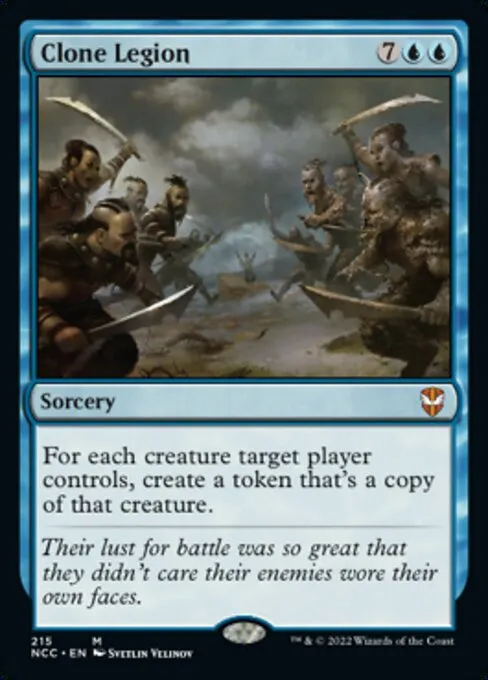 Clone Legion 7
Sorcery
For each creature target player
controls, create a token that's a copy
of that creature.
Their lust for battle was so great that
they didn't care their enemies wore their
own faces.
215 M
NCC • EN Svetlin Velinov
™ & © 2022 Wizards of the Coast